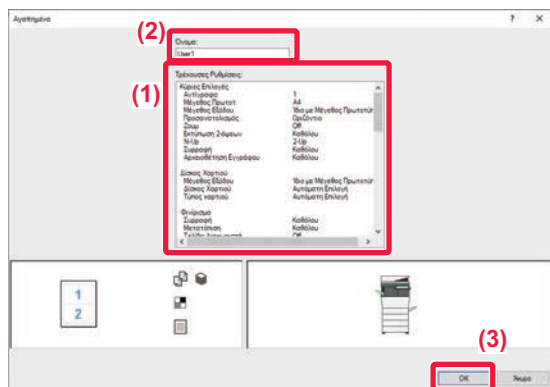 Αγαπημένα ? X
(2)
Όνομα:
User1
(1)
Τρέχουσες Ρυθμίσεις:
Κύριες Επιλογές
Αντίγραφα 1
Μέγεθος Πρωτοτ A4
Μέγεθος Εξόδου Ίδιο με Μέγεθος Πρωτοτύπ
Προσανατολισμός Οριζόντιο
Ζουμ Off
Εκτύπωση 2-όψεων Καθόλου
N-Up 2-Up
Συρραφή Καθόλου
Αρχειοθέτηση Εγγράφου Καθόλου
Δίσκος Χαρτιού
Μέγεθος Εξόδου Ίδιο με Μέγεθος Πρωτοτύπ
Δίσκος Χαρτιού Αυτόματη Επιλογή
Τύπος χαρτιού Αυτόματη Επιλογή
Φινίρισμα
Συρραφή Καθόλου
Μετατόπιση Καθόλου
Off
1
2
(3)
OK
Άκυρο